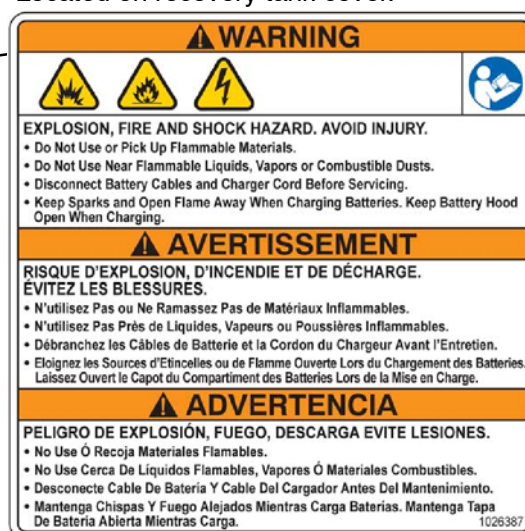 Located on recovery tank cover.
WARNING
EXPLOSION, FIRE AND SHOCK HAZARD. AVOID INJURY.
• Do Not Use or Pick Up Flammable Materials.
• Do Not Use Near Flammable Liquids, Vapors or Combustible Dusts.
• Disconnect Battery Cables and Charger Cord Before Servicing.
• Keep Sparks and Open Flame Away When Charging Batteries. Keep Battery Hood
Open When Charging.
AVERTISSEMENT
RISQUE D'EXPLOSION, D'INCENDIE ET DE DÉCHARGE.
ÉVITEZ LES BLESSURES.
• N'utilisez Pas ou Ne Ramassez Pas de Matériaux Inflammables.
• N'utilisez Pas Près de Liquides, Vapeurs ou Poussières Inflammables.
• Débranchez les Câbles de Batterie et la Cordon du Chargeur Avant l'Entretien.
• Eloignez les Sources d'Etincelles ou de Flamme Ouverte Lors du Chargement des Batteries.
Laissez Ouvert le Capot du Compartiment des Batteries Lors de la Mise en Charge.
ADVERTENCIA
PELIGRO DE EXPLOSIÓN, FUEGO, DESCARGA EVITE LESIONES.
• No Use Ó Recoja Materiales Flamables.
• No Use Cerca De Líquidos Flamables, Vapores Ó Materiales Combustibles.
• Desconecte Cable De Bateria Y Cable Del Cargador Antes Del Mantenimiento.
• Mantenga Chispas Y Fuego Alejados Mientras Carga Baterias. Mantenga Tapa
De Bateria Abierta Mientras Carga.
1026387